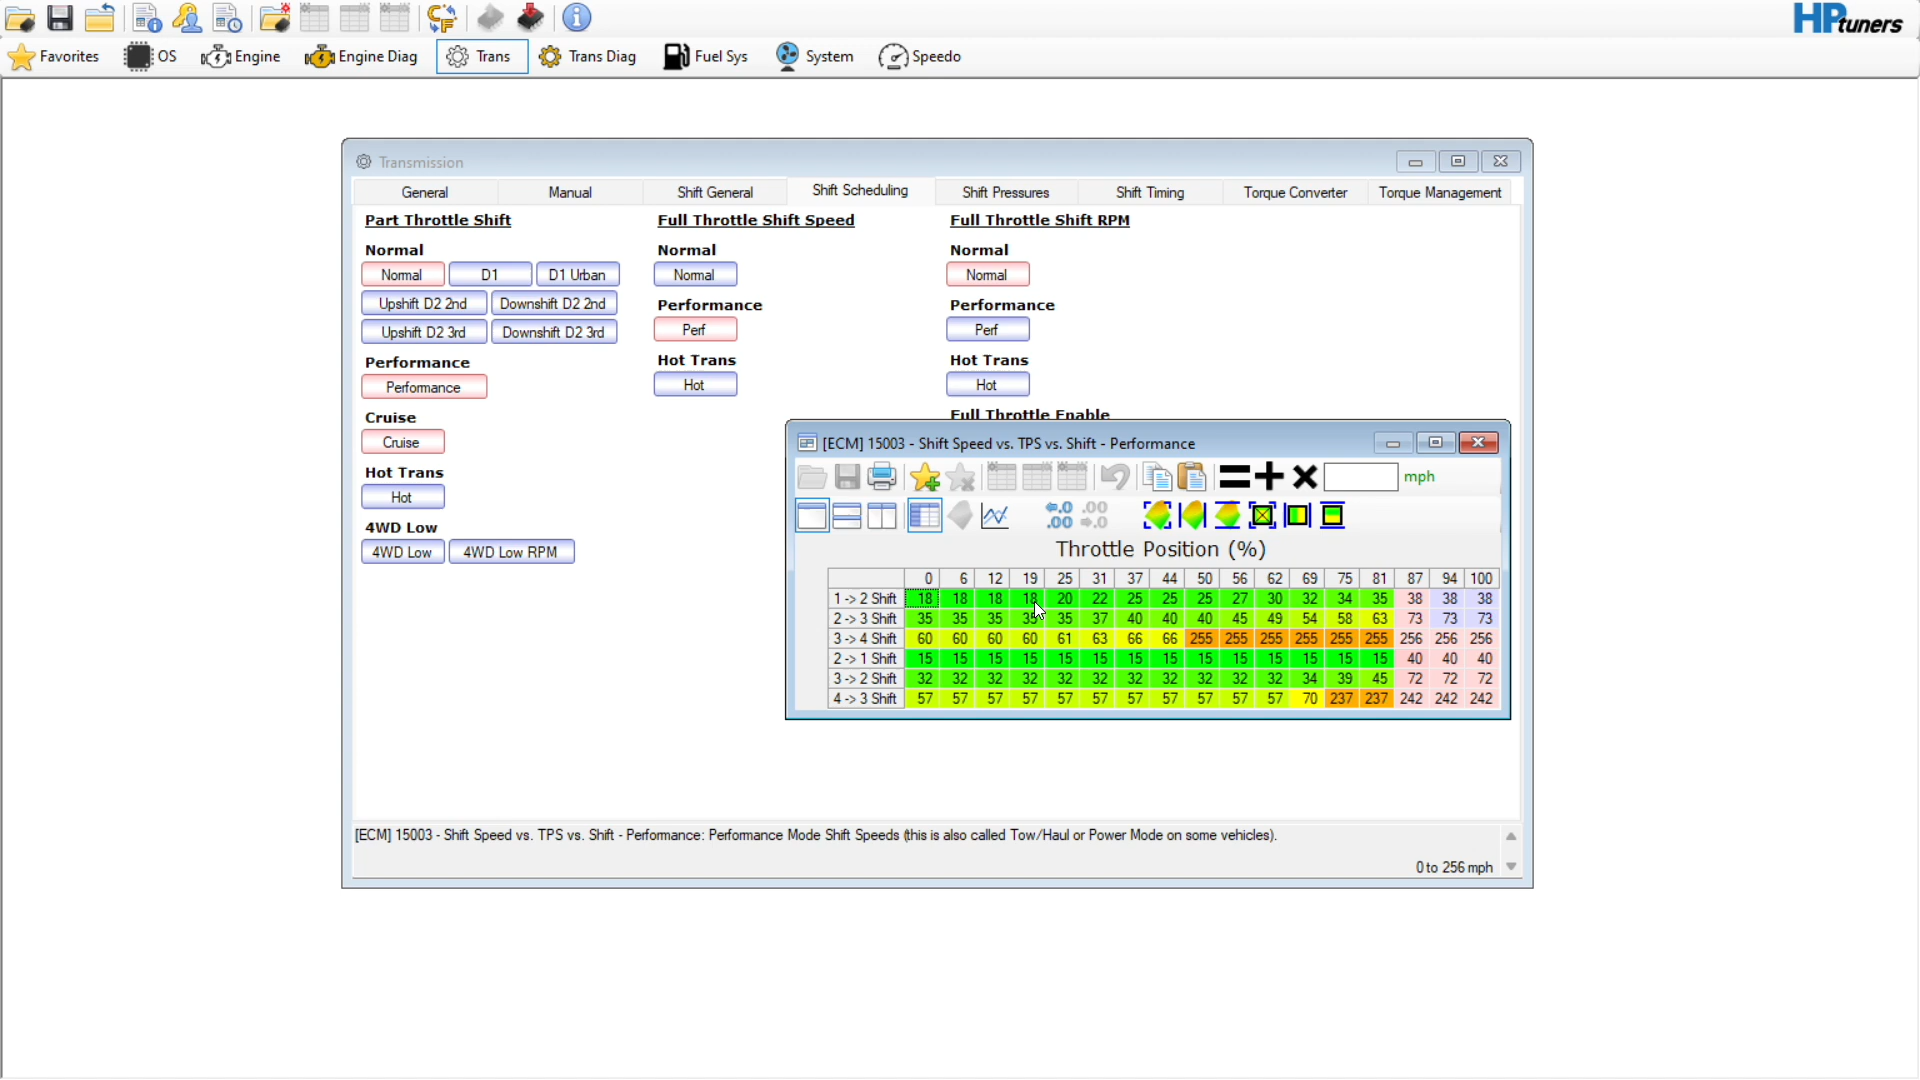 HPtuners
Favorites OS Engine Engine Diag Trans Trans Diag Fuel Sys System Speedo
Transmission
General Manual Shift General Shift Scheduling Shift Pressures Shift Timing Torque Converter Torque Management
Part Throttle Shift Full Throttle Shift Speed Full Throttle Shift RPM
Normal Normal Normal
Normal D1 D1 Urban Normal Normal
Upshift D2 2nd Downshift D2 2nd Performance Performance
Upshift D2 3rd Downshift D2 3rd Perf Perf
Performance Hot Trans Hot Trans
Performance Hot Hot
Cruise Full Throttle Enable
Cruise
Hot Trans
Hot
4WD Low
4WD Low 4WD Low RPM
[ECM] 15003 - Shift Speed vs. TPS vs. Shift - Performance
mph
Throttle Position (%)
0 6 12 19 25 31 37 44 50 56 62 69 75 81 87 94 100
1 -> 2 Shift 18 18 18 18 20 22 25 25 25 27 30 32 34 35 38 38 38
2 -> 3 Shift 35 35 35 35 35 37 40 40 40 45 49 54 58 63 73 73 73
3 -> 4 Shift 60 60 60 60 61 63 66 66 255 255 255 255 255 255 256 256 256
2 -> 1 Shift 15 15 15 15 15 15 15 15 15 15 15 15 15 15 40 40 40
3 -> 2 Shift 32 32 32 32 32 32 32 32 32 32 32 34 39 45 72 72 72
4 -> 3 Shift 57 57 57 57 57 57 57 57 57 57 57 70 237 237 242 242 242
[ECM] 15003 - Shift Speed vs. TPS vs. Shift - Performance: Performance Mode Shift Speeds (this is also called Tow/Haul or Power Mode on some vehicles).
0 to 256 mph